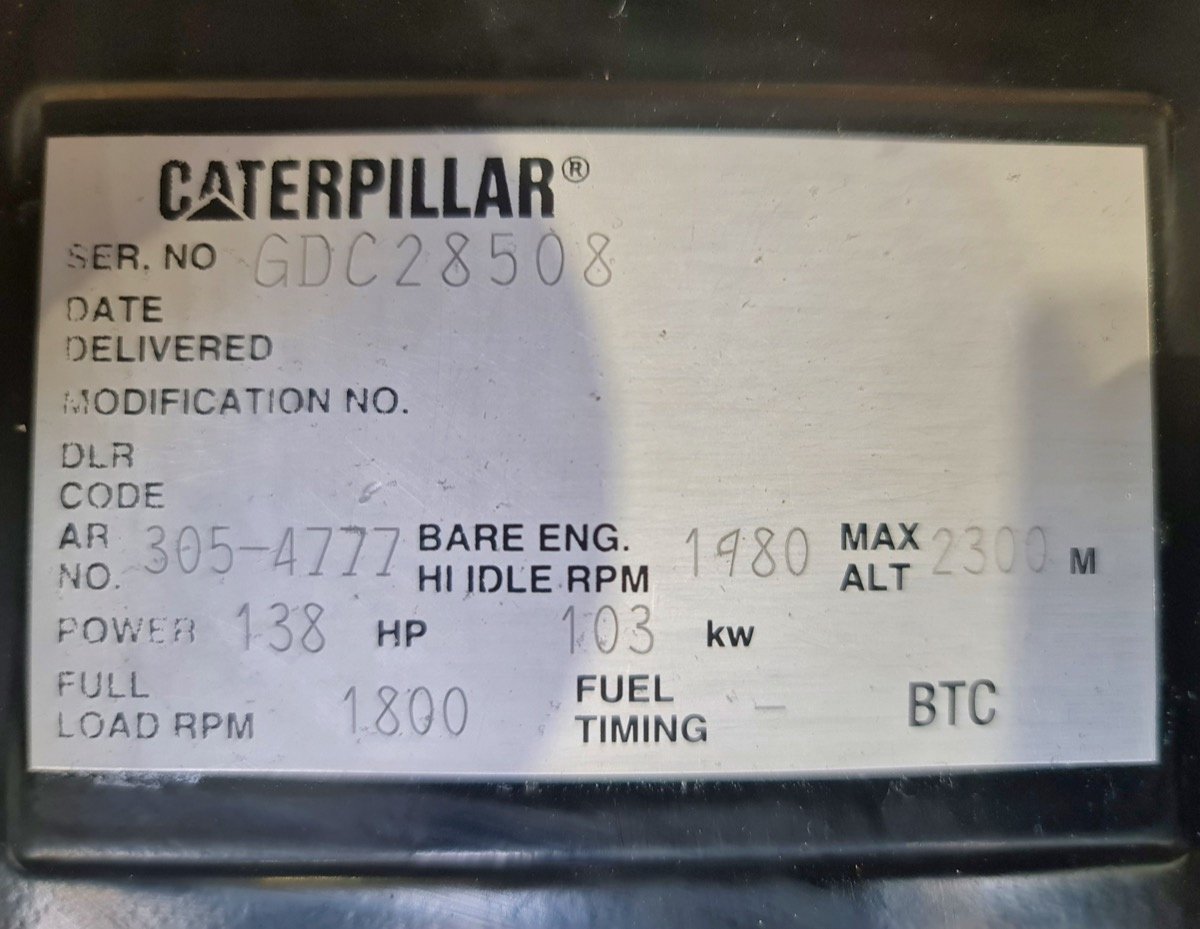 CATERPILLAR®
SER. NO GDC28508
DATE
DELIVERED
MODIFICATION NO.
DLR
CODE
AR NO. 305-4777 BARE ENG. HI IDLE RPM 1980 MAX ALT 2300 M
POWER 138 HP 103 kw
FULL LOAD RPM 1800 FUEL TIMING – BTC